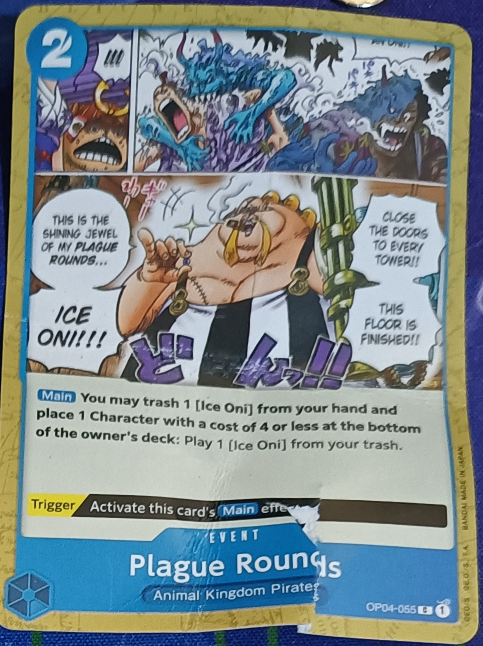 2
!!!
THIS IS THE
SHINING JEWEL
OF MY PLAGUE
ROUNDS...
ICE
ONI!!!
CLOSE
THE DOORS
TO EVERY
TOWER!!
THIS
FLOOR IS
FINISHED!!
どんっ!!
Main You may trash 1 [Ice Oni] from your hand and
place 1 Character with a cost of 4 or less at the bottom
of the owner's deck: Play 1 [Ice Oni] from your trash.
Trigger Activate this card's Main effe
EVENT
Plague Rounds
Animal Kingdom Pirates
OP04-055 C 1
BANDAI MADE IN JAPAN